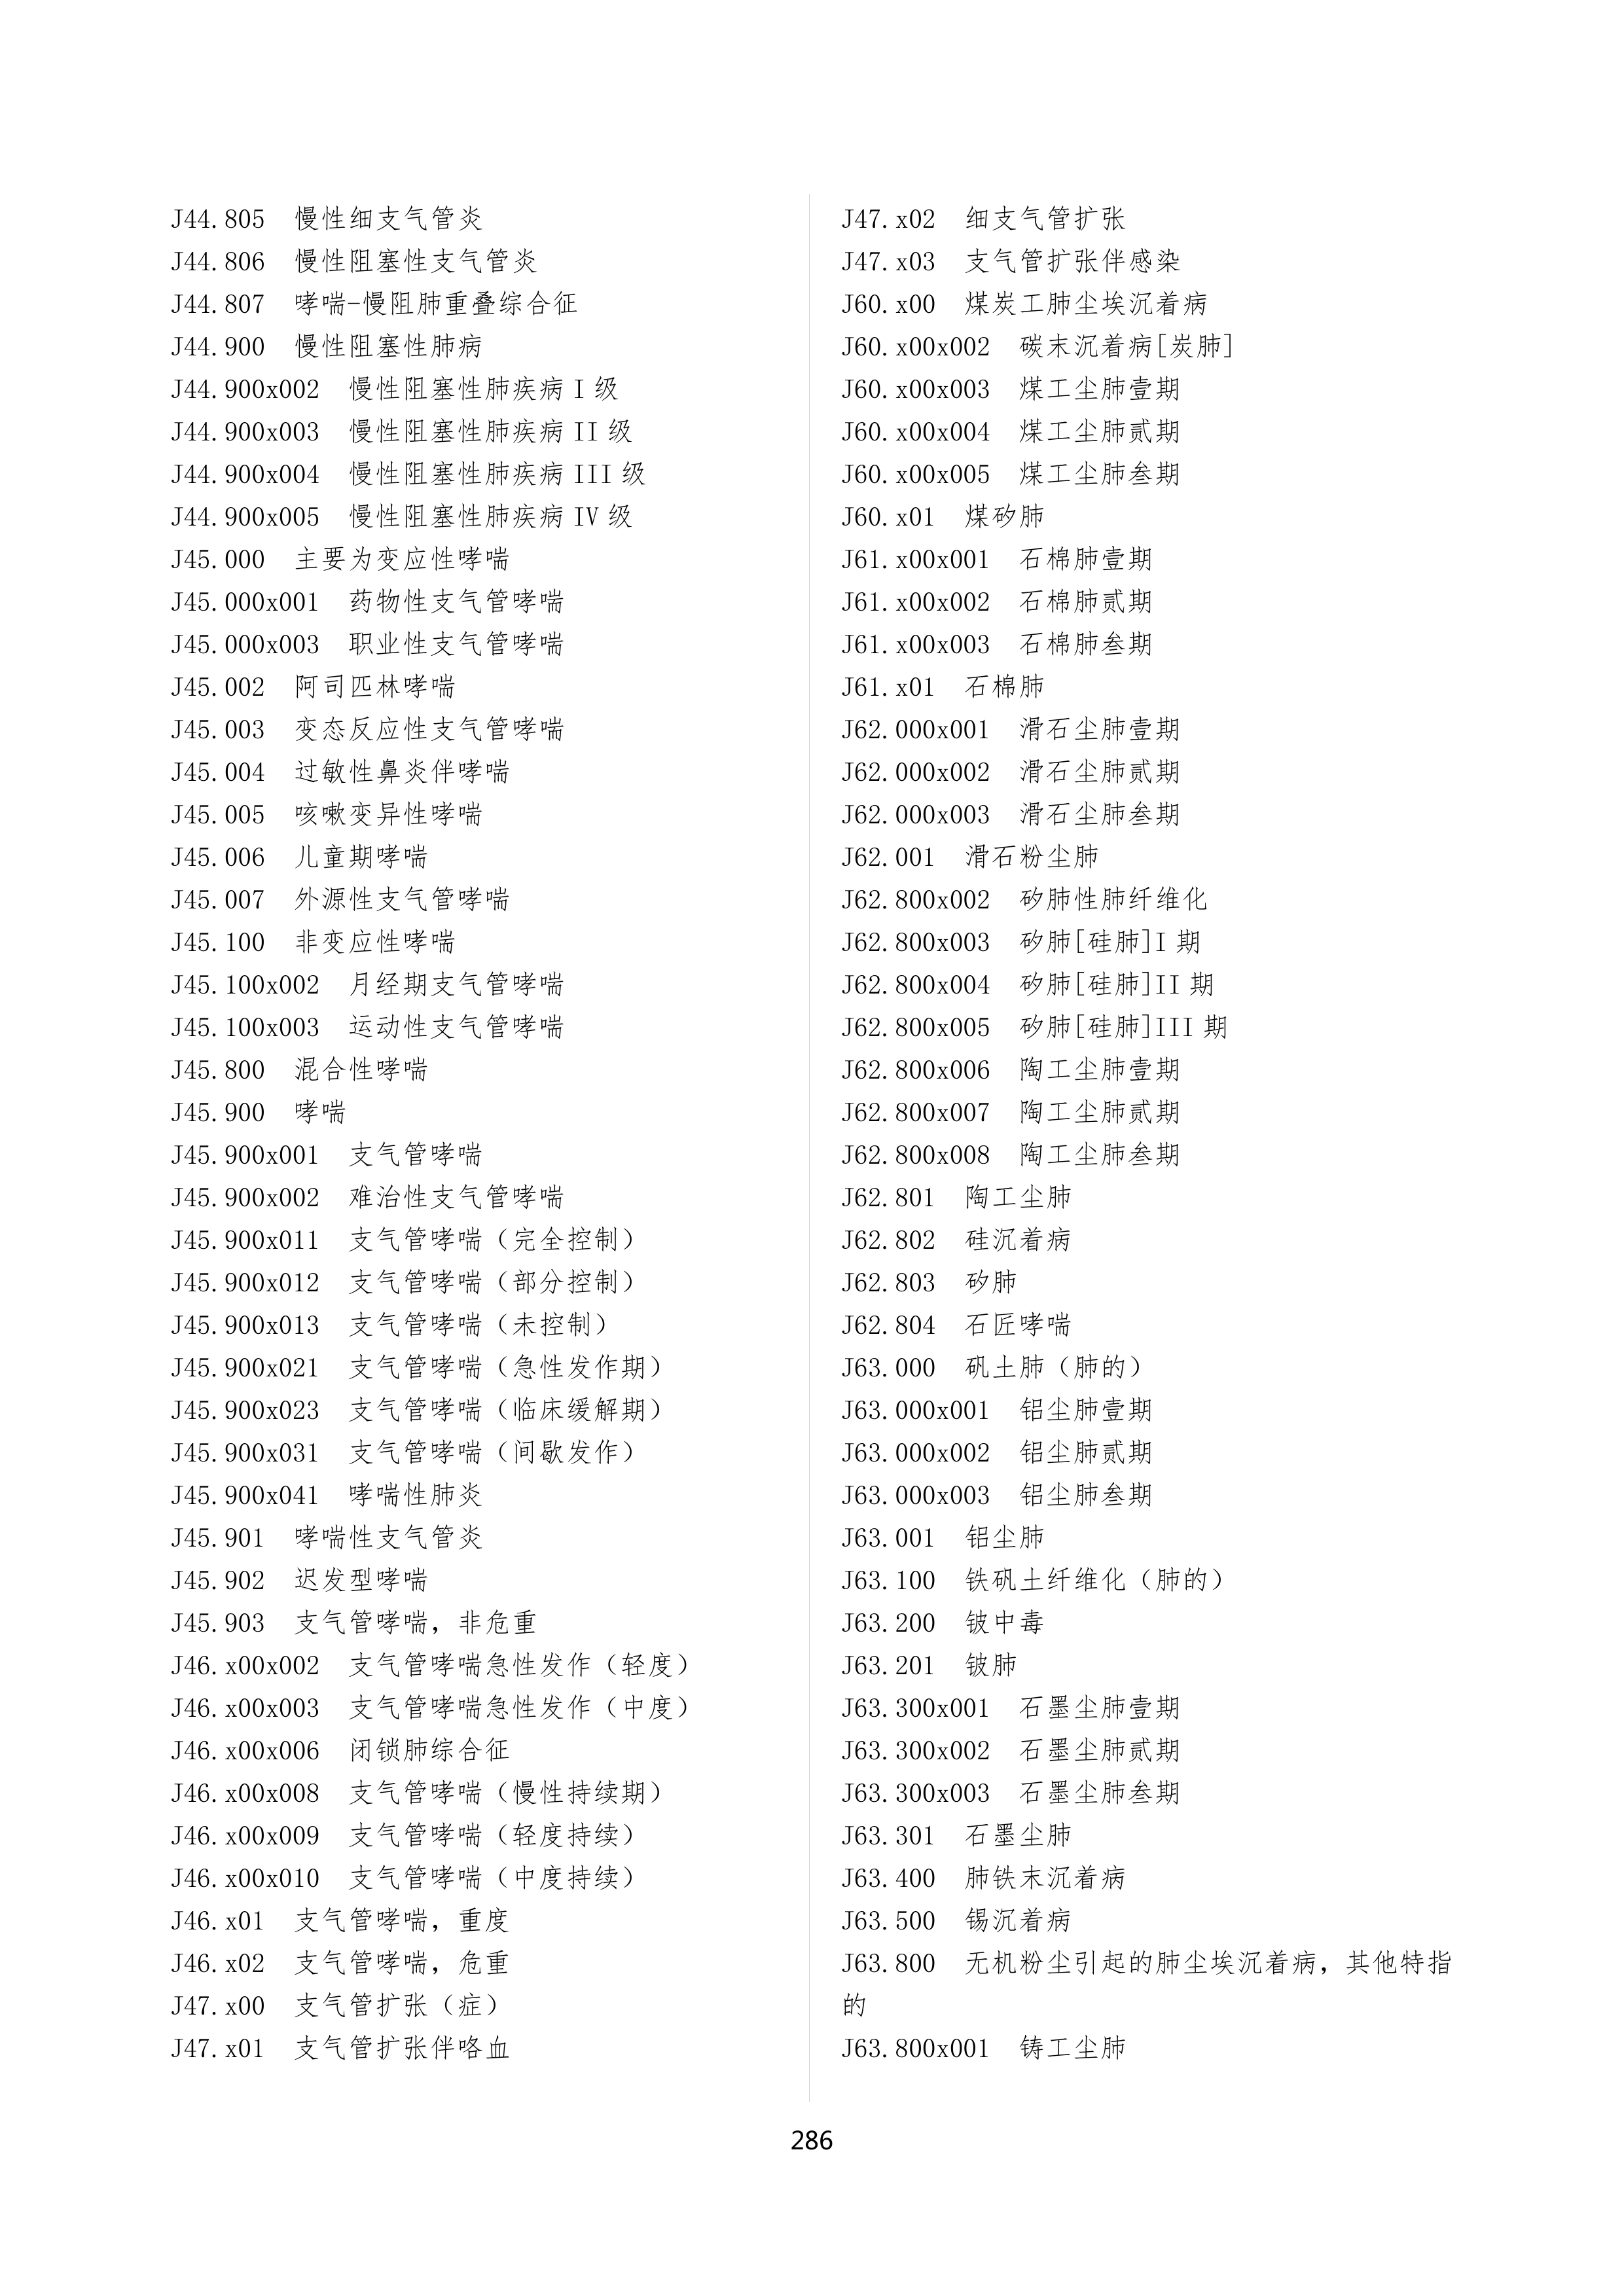 J44.805 慢性细支气管炎
J44.806 慢性阻塞性支气管炎
J44.807 哮喘-慢阻肺重叠综合征
J44.900 慢性阻塞性肺病
J44.900x002 慢性阻塞性肺疾病 I 级
J44.900x003 慢性阻塞性肺疾病 II 级
J44.900x004 慢性阻塞性肺疾病 III 级
J44.900x005 慢性阻塞性肺疾病 IV 级
J45.000 主要为变应性哮喘
J45.000x001 药物性支气管哮喘
J45.000x003 职业性支气管哮喘
J45.002 阿司匹林哮喘
J45.003 变态反应性支气管哮喘
J45.004 过敏性鼻炎伴哮喘
J45.005 咳嗽变异性哮喘
J45.006 儿童期哮喘
J45.007 外源性支气管哮喘
J45.100 非变应性哮喘
J45.100x002 月经期支气管哮喘
J45.100x003 运动性支气管哮喘
J45.800 混合性哮喘
J45.900 哮喘
J45.900x001 支气管哮喘
J45.900x002 难治性支气管哮喘
J45.900x011 支气管哮喘（完全控制）
J45.900x012 支气管哮喘（部分控制）
J45.900x013 支气管哮喘（未控制）
J45.900x021 支气管哮喘（急性发作期）
J45.900x023 支气管哮喘（临床缓解期）
J45.900x031 支气管哮喘（间歇发作）
J45.900x041 哮喘性肺炎
J45.901 哮喘性支气管炎
J45.902 迟发型哮喘
J45.903 支气管哮喘，非危重
J46.x00x002 支气管哮喘急性发作（轻度）
J46.x00x003 支气管哮喘急性发作（中度）
J46.x00x006 闭锁肺综合征
J46.x00x008 支气管哮喘（慢性持续期）
J46.x00x009 支气管哮喘（轻度持续）
J46.x00x010 支气管哮喘（中度持续）
J46.x01 支气管哮喘，重度
J46.x02 支气管哮喘，危重
J47.x00 支气管扩张（症）
J47.x01 支气管扩张伴咯血
J47.x02 细支气管扩张
J47.x03 支气管扩张伴感染
J60.x00 煤炭工肺尘埃沉着病
J60.x00x002 碳末沉着病[炭肺]
J60.x00x003 煤工尘肺壹期
J60.x00x004 煤工尘肺贰期
J60.x00x005 煤工尘肺叁期
J60.x01 煤矽肺
J61.x00x001 石棉肺壹期
J61.x00x002 石棉肺贰期
J61.x00x003 石棉肺叁期
J61.x01 石棉肺
J62.000x001 滑石尘肺壹期
J62.000x002 滑石尘肺贰期
J62.000x003 滑石尘肺叁期
J62.001 滑石粉尘肺
J62.800x002 矽肺性肺纤维化
J62.800x003 矽肺[硅肺]I 期
J62.800x004 矽肺[硅肺]II 期
J62.800x005 矽肺[硅肺]III 期
J62.800x006 陶工尘肺壹期
J62.800x007 陶工尘肺贰期
J62.800x008 陶工尘肺叁期
J62.801 陶工尘肺
J62.802 硅沉着病
J62.803 矽肺
J62.804 石匠哮喘
J63.000 矾土肺（肺的）
J63.000x001 铝尘肺壹期
J63.000x002 铝尘肺贰期
J63.000x003 铝尘肺叁期
J63.001 铝尘肺
J63.100 铁矾土纤维化（肺的）
J63.200 铍中毒
J63.201 铍肺
J63.300x001 石墨尘肺壹期
J63.300x002 石墨尘肺贰期
J63.300x003 石墨尘肺叁期
J63.301 石墨尘肺
J63.400 肺铁末沉着病
J63.500 锡沉着病
J63.800 无机粉尘引起的肺尘埃沉着病，其他特指
的
J63.800x001 铸工尘肺
286